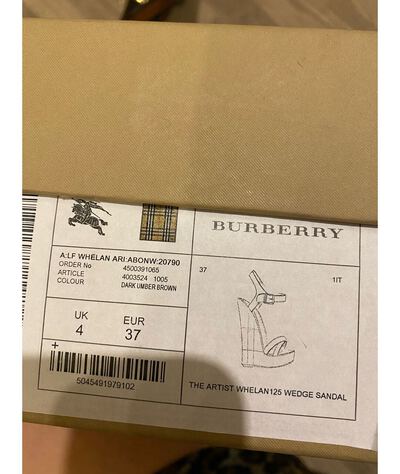 BURBERRY
A:LF WHELAN ARI:ABONW:20790
ORDER No 4500391065
ARTICLE 4003524 1005
COLOUR DARK UMBER BROWN
37
1IT
UK EUR
4 37
+
5045491979102
THE ARTIST WHELAN125 WEDGE SANDAL